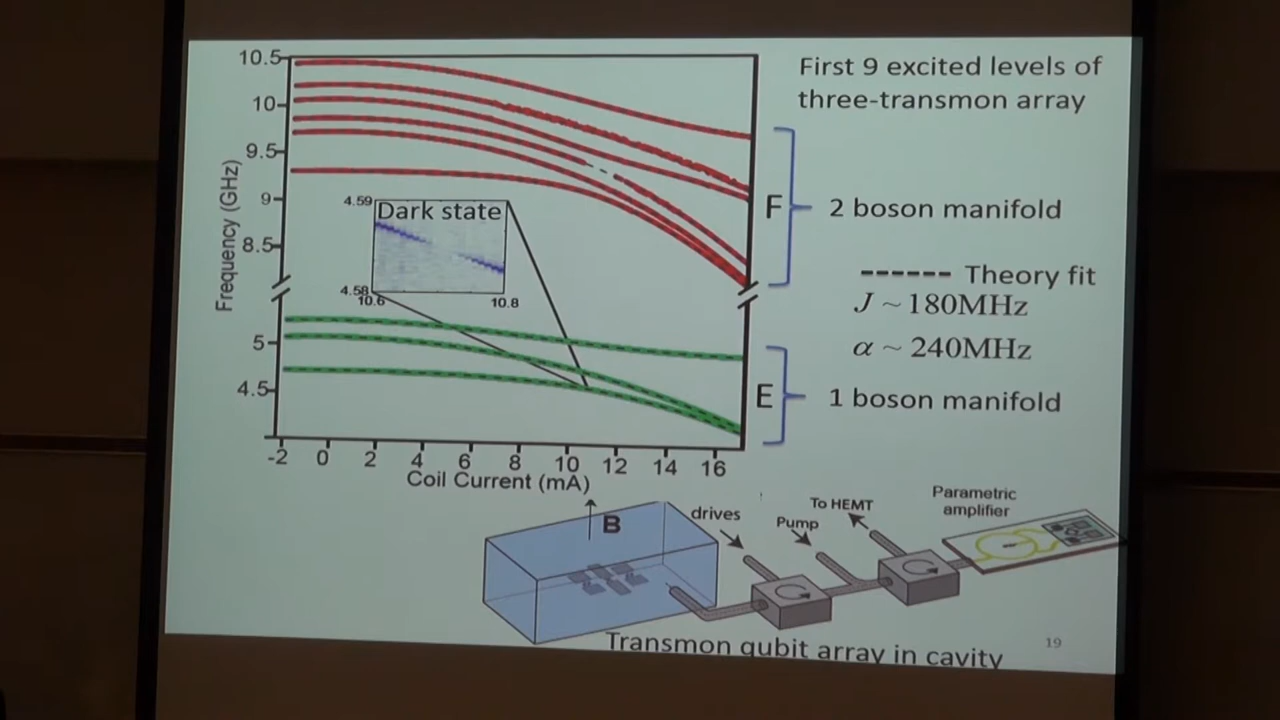 First 9 excited levels of
three-transmon array
10.5
10
9.5
9
8.5
5
4.5
Frequency (GHz)
4.59
Dark state
4.58
10.6
10.8
F
2 boson manifold
Theory fit
J ~ 180MHz
α ~ 240MHz
E
1 boson manifold
-2 0 2 4 6 8 10 12 14 16
Coil Current (mA)
B
drives
Pump
To HEMT
Parametric
amplifier
Transmon qubit array in cavity
19